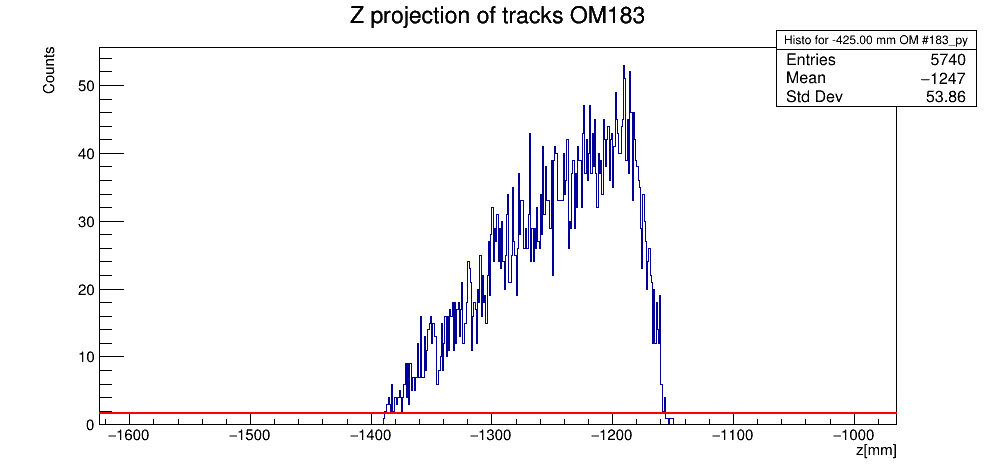 Z projection of tracks OM183
Histo for -425.00 mm OM #183_py
Entries 5740
Mean −1247
Std Dev 53.86
Counts
50
40
30
20
10
0
−1600 −1500 −1400 −1300 −1200 −1100 −1000
z[mm]